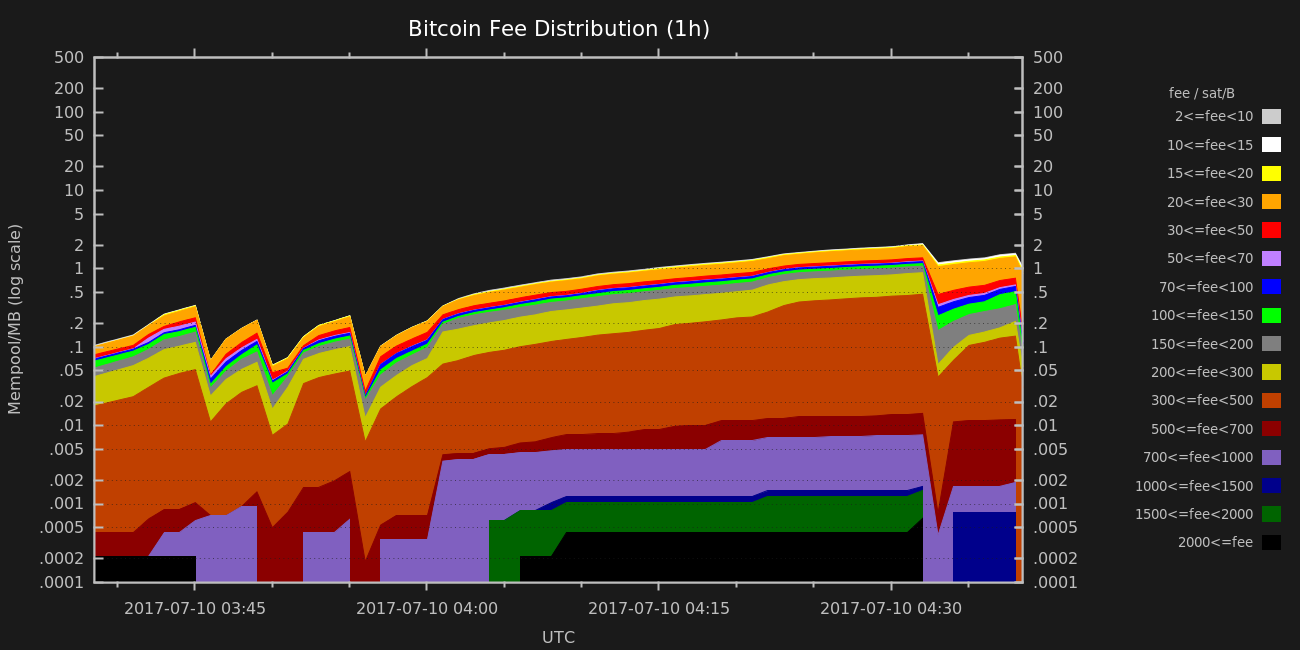 Bitcoin Fee Distribution (1h)
Mempool/MB (log scale)
500
200
100
50
20
10
5
2
1
.5
.2
.1
.05
.02
.01
.005
.002
.001
.0005
.0002
.0001
500
200
100
50
20
10
5
2
1
.5
.2
.1
.05
.02
.01
.005
.002
.001
.0005
.0002
.0001
2017-07-10 03:45
2017-07-10 04:00
2017-07-10 04:15
2017-07-10 04:30
UTC
fee / sat/B
2<=fee<10
10<=fee<15
15<=fee<20
20<=fee<30
30<=fee<50
50<=fee<70
70<=fee<100
100<=fee<150
150<=fee<200
200<=fee<300
300<=fee<500
500<=fee<700
700<=fee<1000
1000<=fee<1500
1500<=fee<2000
2000<=fee